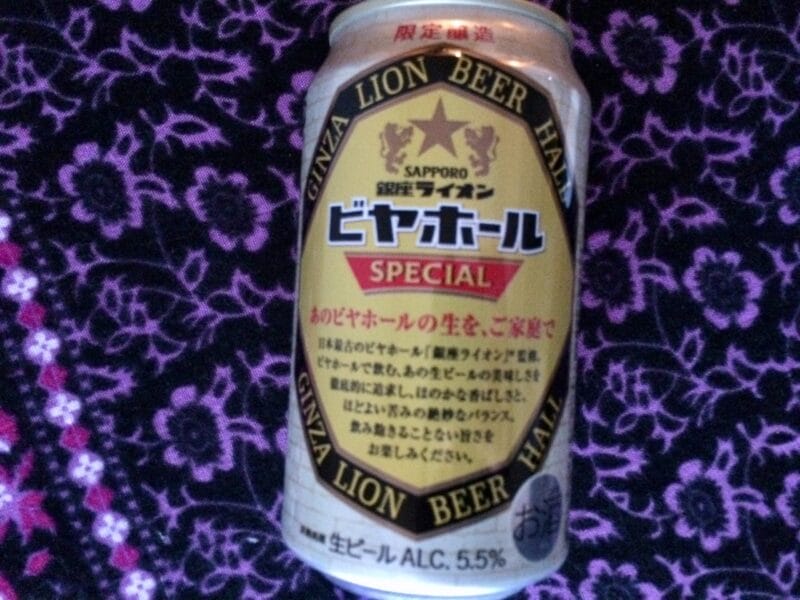 限定醸造
GINZA LION BEER HALL
SAPPORO
銀座ライオン
ビヤホール
SPECIAL
あのビヤホールの生を、ご家庭で
日本最古のビヤホール「銀座ライオン」*監修。
ビヤホールで飲む、あの生ビールの美味しさを
徹底的に追求し、ほのかな香ばしさと、
ほどよい苦みの絶妙なバランス。
飲み飽きることない旨さを
お楽しみください。
GINZA LION BEER HALL
お酒
生ビール ALC. 5.5%